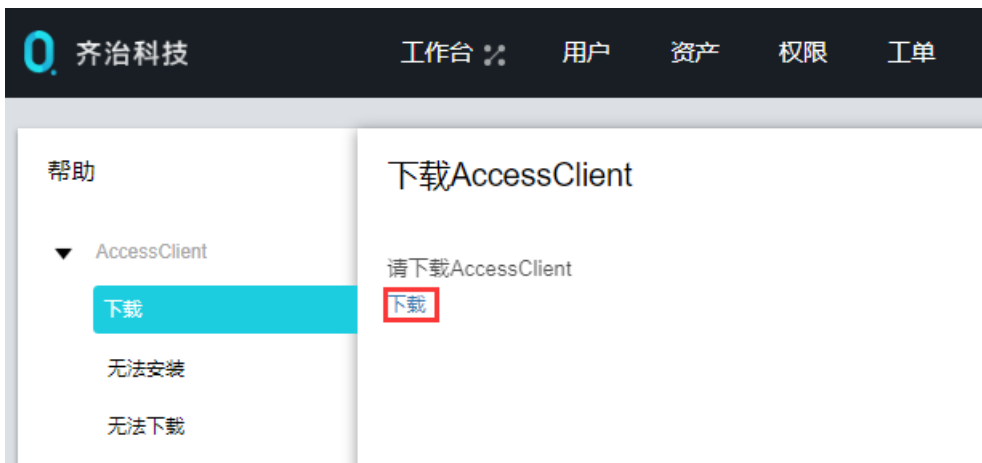 齐治科技 工作台 用户 资产 权限 工单
帮助
AccessClient
下载
无法安装
无法下载
下载AccessClient
请下载AccessClient
下载